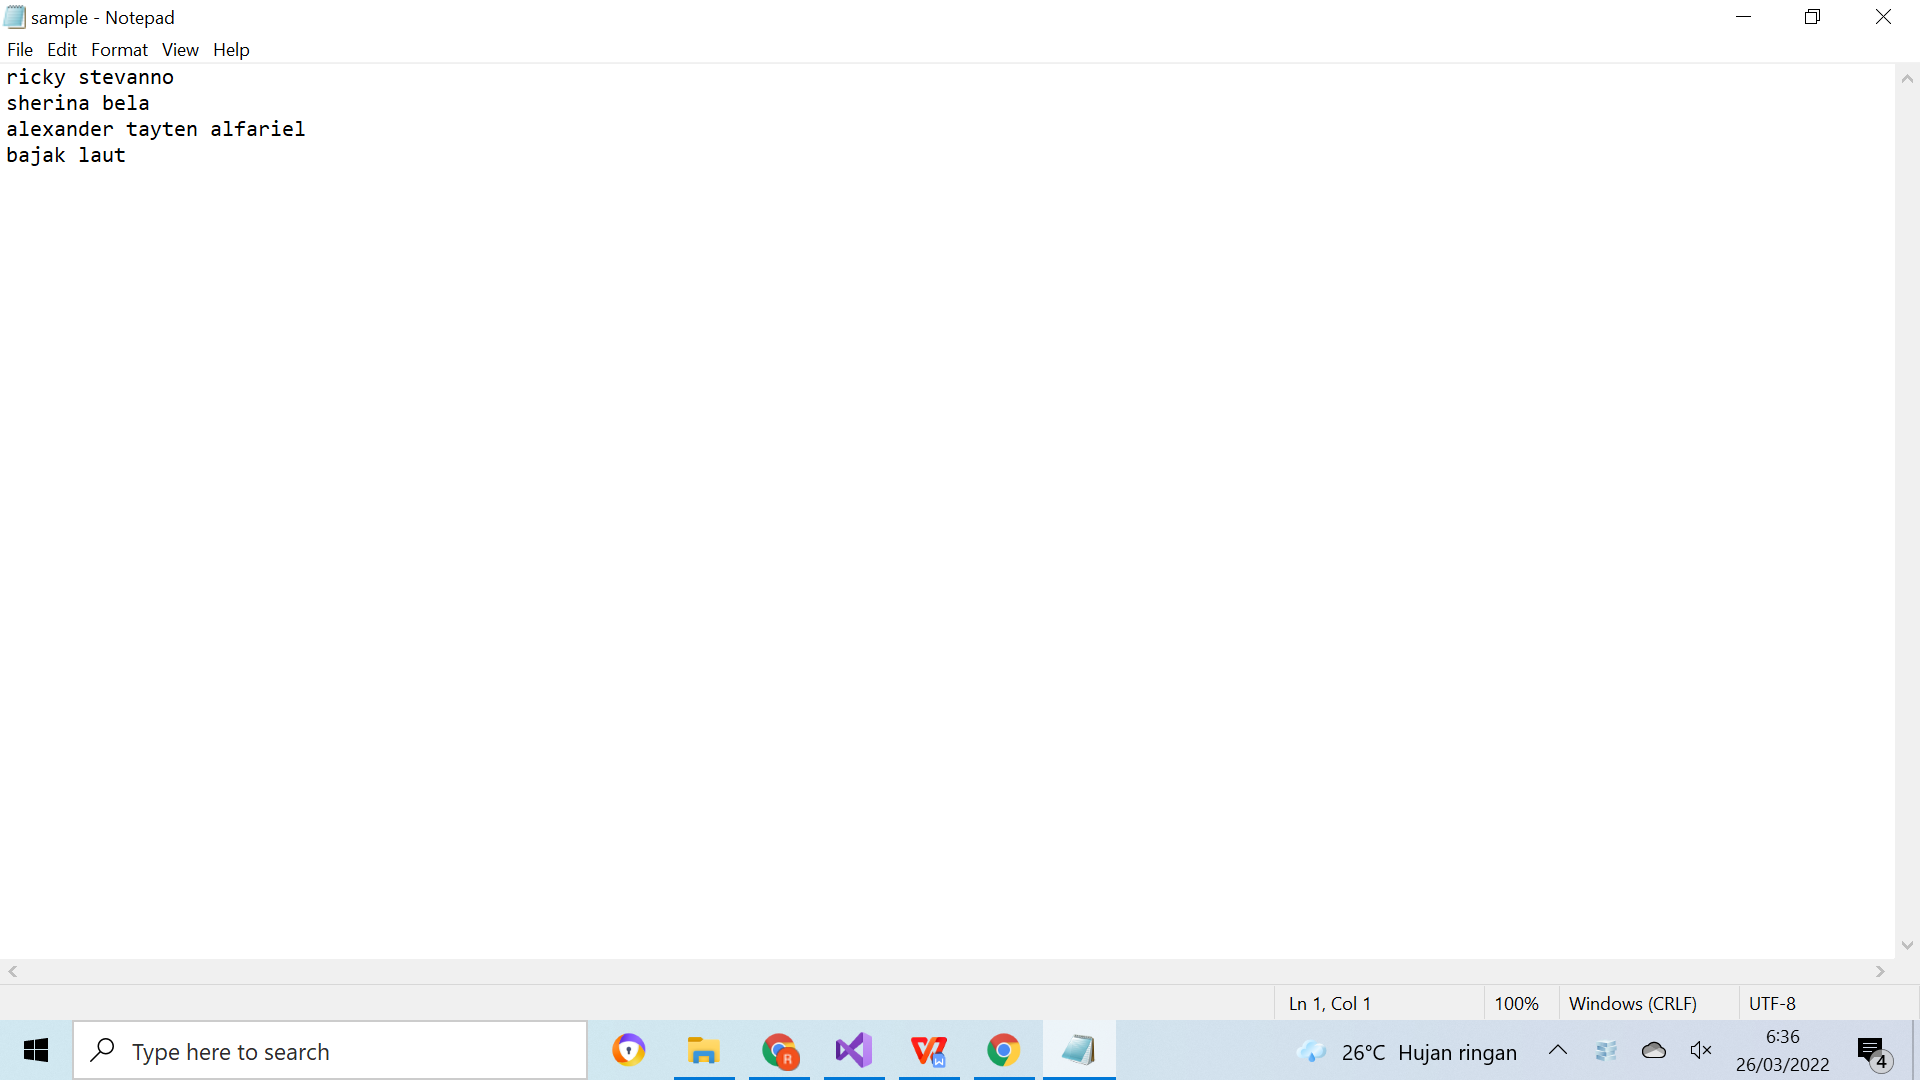 sample - Notepad
File Edit Format View Help
ricky stevanno
sherina bela
alexander tayten alfariel
bajak laut
Ln 1, Col 1 100% Windows (CRLF) UTF-8
Type here to search
R
W
26°C Hujan ringan
6:36
26/03/2022
4